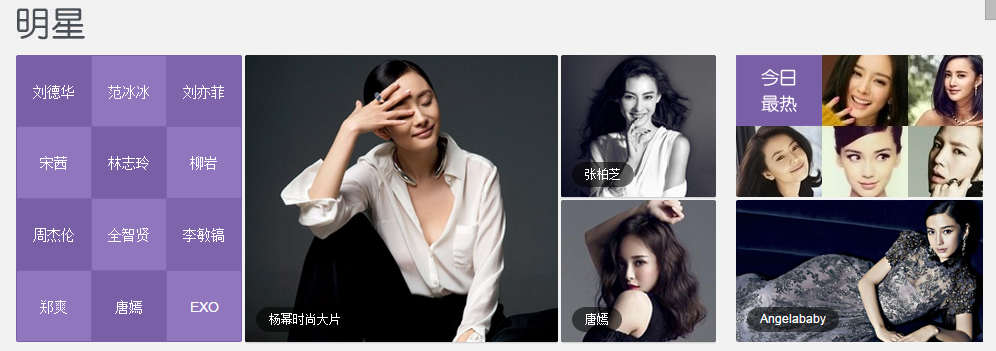 明星
刘德华 范冰冰 刘亦菲
宋茜 林志玲 柳岩
周杰伦 全智贤 李敏镐
郑爽 唐嫣 EXO
杨幂时尚大片
张柏芝
唐嫣
今日
最热
Angelababy